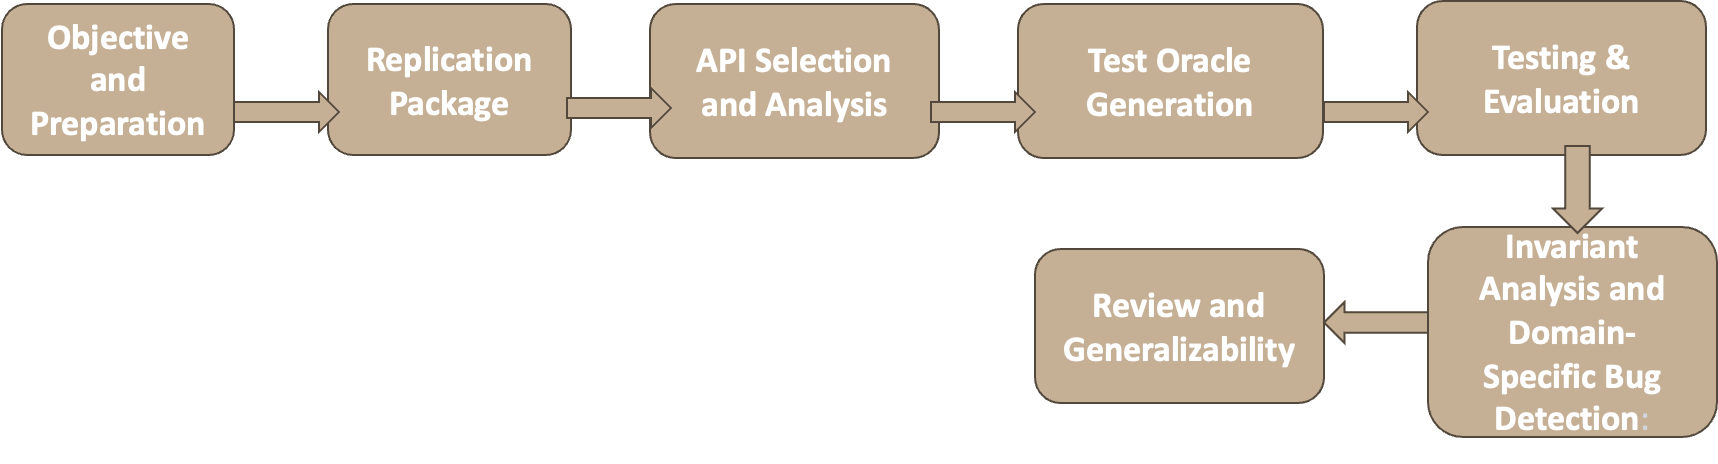 Objective
and
Preparation
Replication
Package
API Selection
and Analysis
Test Oracle
Generation
Testing &
Evaluation
Invariant
Analysis and
Domain-
Specific Bug
Detection:
Review and
Generalizability